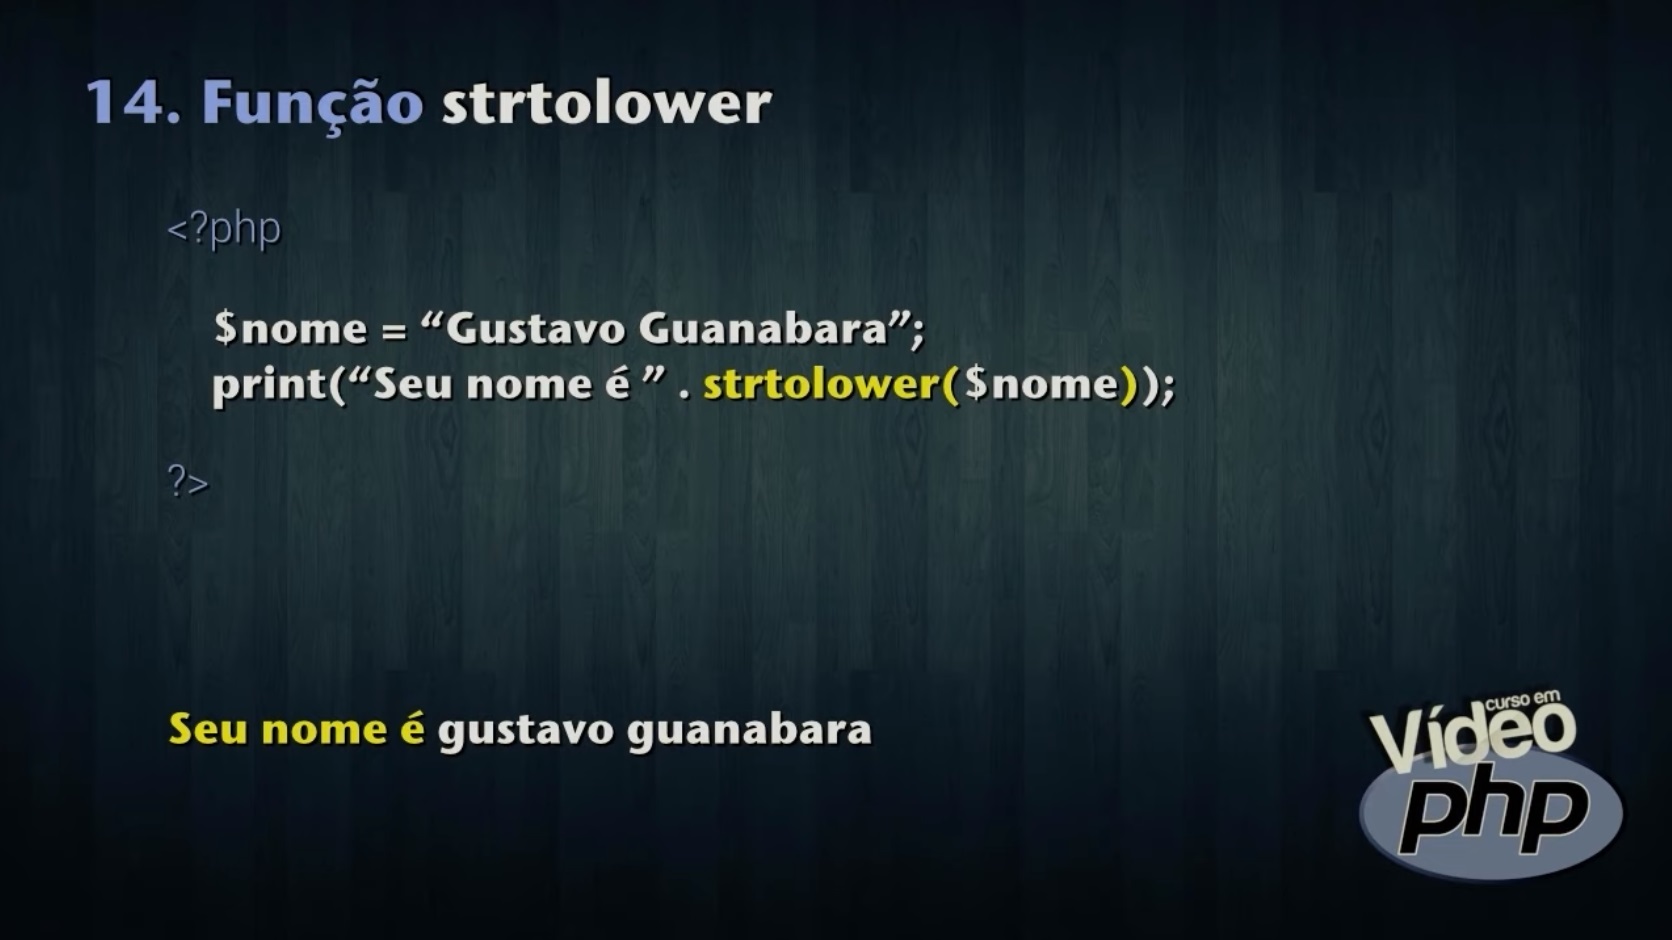 14. Função strtolower
<?php
$nome = “Gustavo Guanabara”;
print(“Seu nome é ” . strtolower($nome));
?>
Seu nome é gustavo guanabara
curso em
Vídeo
php